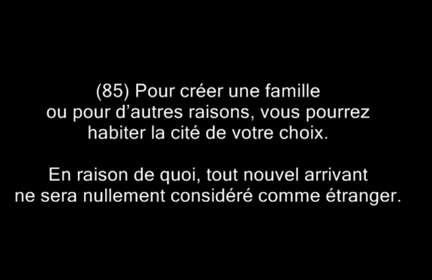 (85) Pour créer une famille
ou pour d'autres raisons, vous pourrez
habiter la cité de votre choix.
En raison de quoi, tout nouvel arrivant
ne sera nullement considéré comme étranger.